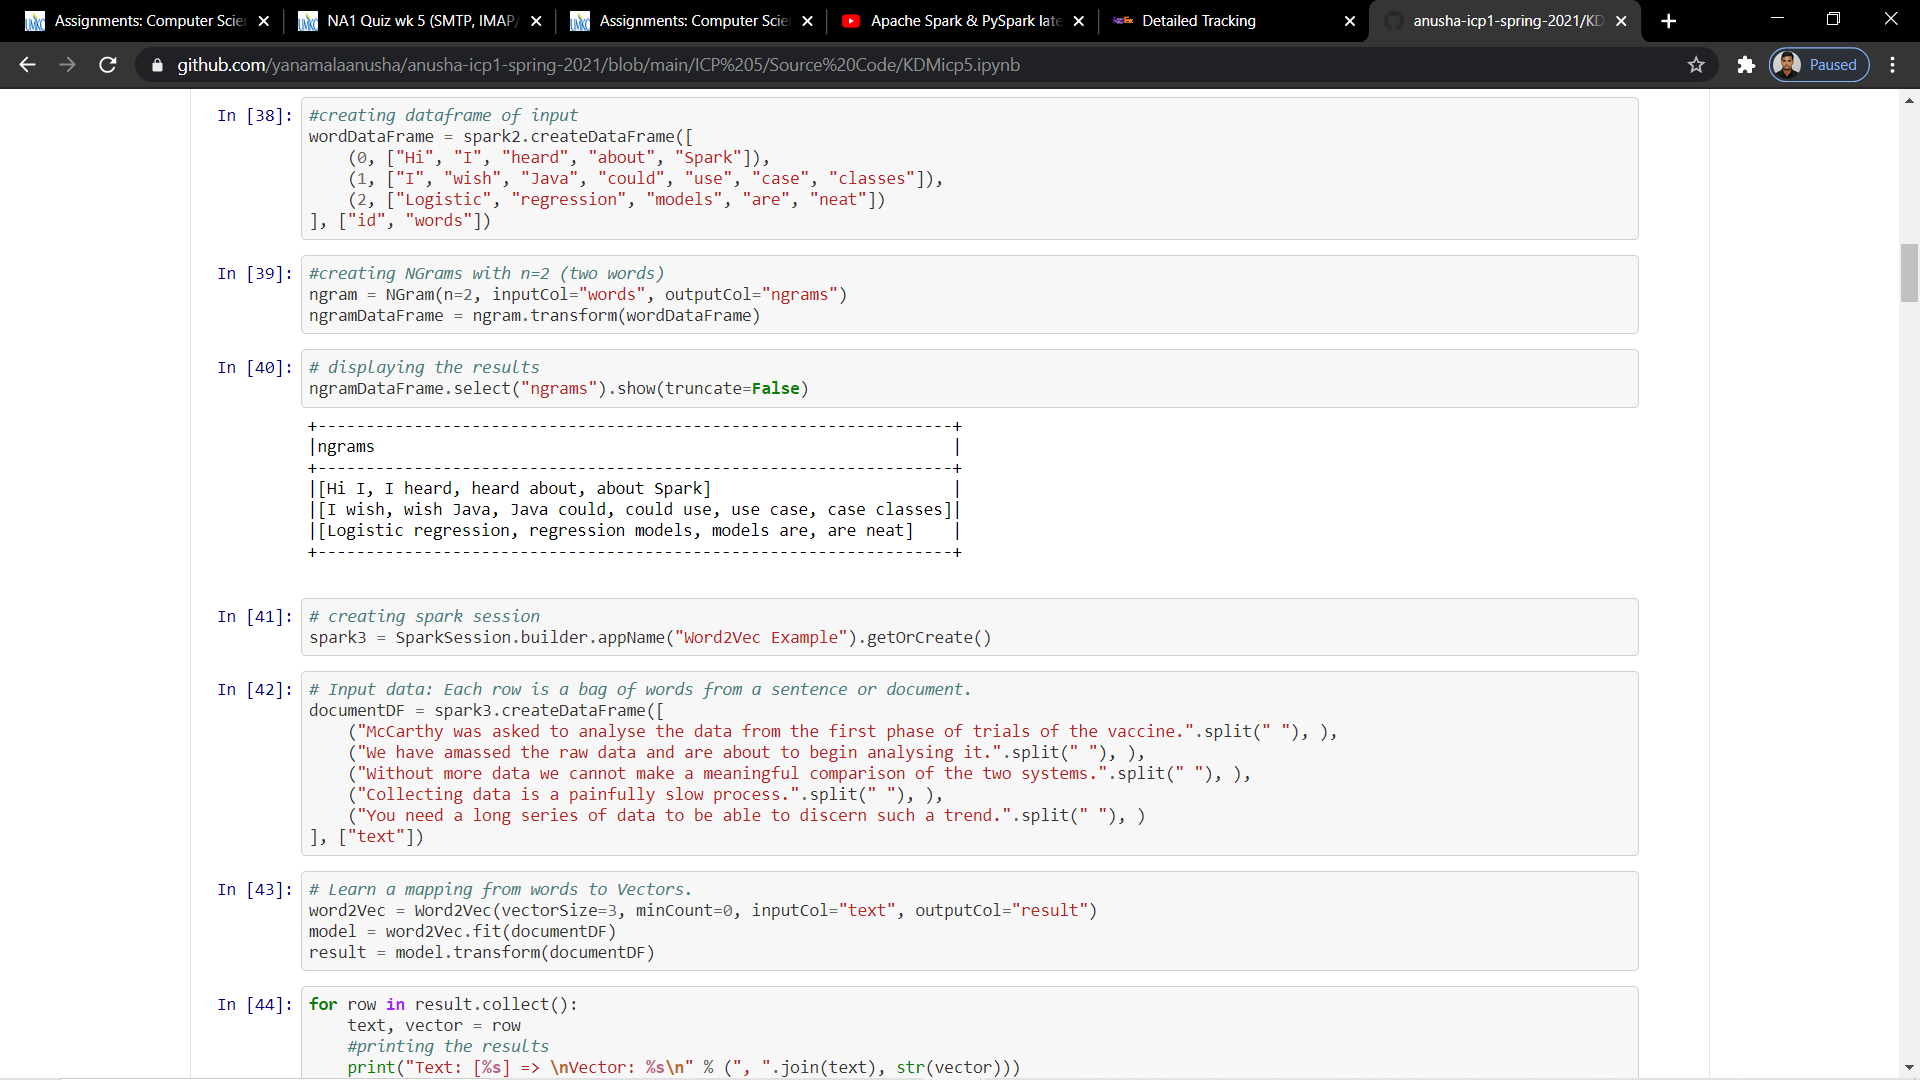 Assignments: Computer Scien
NA1 Quiz wk 5 (SMTP, IMAP,
Assignments: Computer Scie
Apache Spark & PySpark late
Detailed Tracking
anusha-icp1-spring-2021/KD
github.com/yanamalaanusha/anusha-icp1-spring-2021/blob/main/ICP%205/Source%20Code/KDMicp5.ipynb
Paused
In [38]: #creating dataframe of input
wordDataFrame = spark2.createDataFrame([
    (0, ["Hi", "I", "heard", "about", "Spark"]),
    (1, ["I", "wish", "Java", "could", "use", "case", "classes"]),
    (2, ["Logistic", "regression", "models", "are", "neat"])
], ["id", "words"])
In [39]: #creating NGrams with n=2 (two words)
ngram = NGram(n=2, inputCol="words", outputCol="ngrams")
ngramDataFrame = ngram.transform(wordDataFrame)
In [40]: # displaying the results
ngramDataFrame.select("ngrams").show(truncate=False)
+------------------------------------------------------------------+
|ngrams                                                            |
+------------------------------------------------------------------+
|[Hi I, I heard, heard about, about Spark]                         |
|[I wish, wish Java, Java could, could use, use case, case classes]|
|[Logistic regression, regression models, models are, are neat]    |
+------------------------------------------------------------------+
In [41]: # creating spark session
spark3 = SparkSession.builder.appName("Word2Vec Example").getOrCreate()
In [42]: # Input data: Each row is a bag of words from a sentence or document.
documentDF = spark3.createDataFrame([
    ("McCarthy was asked to analyse the data from the first phase of trials of the vaccine.".split(" "), ),
    ("We have amassed the raw data and are about to begin analysing it.".split(" "), ),
    ("Without more data we cannot make a meaningful comparison of the two systems.".split(" "), ),
    ("Collecting data is a painfully slow process.".split(" "), ),
    ("You need a long series of data to be able to discern such a trend.".split(" "), )
], ["text"])
In [43]: # Learn a mapping from words to Vectors.
word2Vec = Word2Vec(vectorSize=3, minCount=0, inputCol="text", outputCol="result")
model = word2Vec.fit(documentDF)
result = model.transform(documentDF)
In [44]: for row in result.collect():
    text, vector = row
    #printing the results
    print("Text: [%s] => \nVector: %s\n" % (", ".join(text), str(vector)))